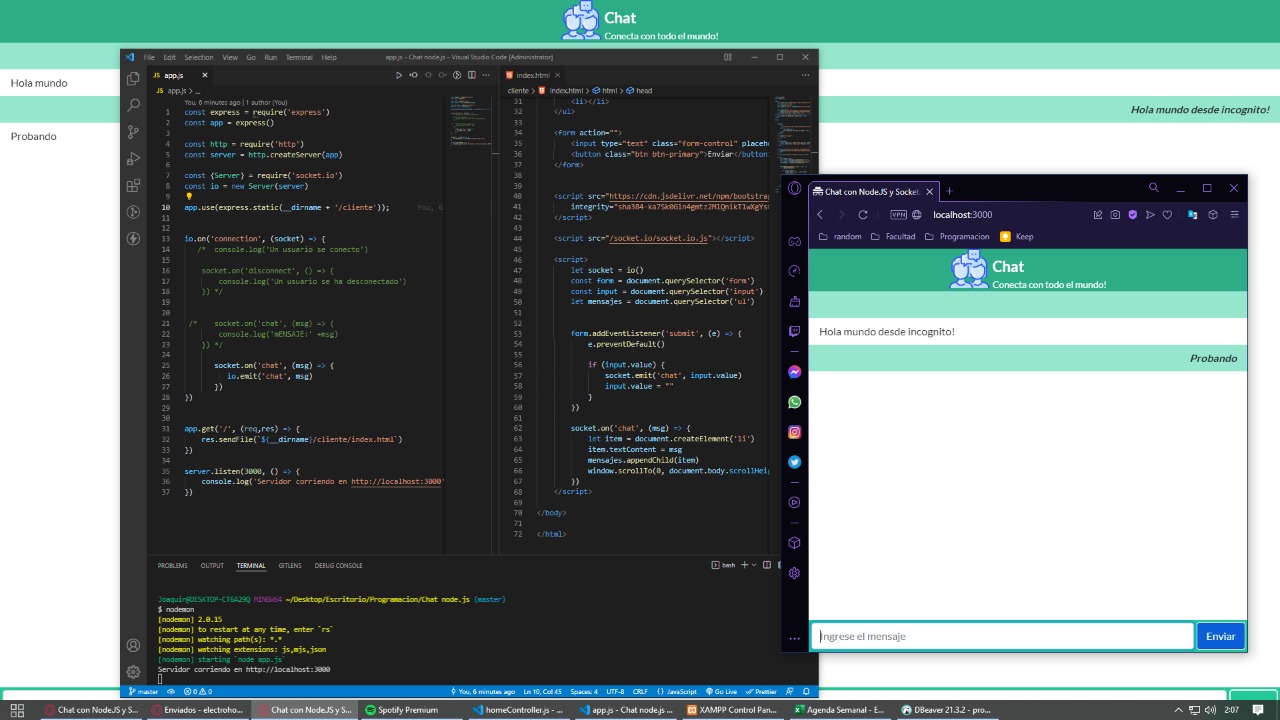 Chat
Conecta con todo el mundo!
Hola mundo
Hola mundo desde incognito!
Probando
File Edit Selection View Go Run Terminal Help
app.js - Chat node.js - Visual Studio Code [Administrator]
JS app.js
JS app.js > ...
You, 6 minutes ago | 1 author (You)
1 const express = require('express')
2 const app = express()
3
4 const http = require('http')
5 const server = http.createServer(app)
6
7 const {Server} = require('socket.io')
8 const io = new Server(server)
9
10 app.use(express.static(__dirname + '/cliente')); You, 6
11
12
13 io.on('connection', (socket) => {
14 /* console.log('Un usuario se conecto')
15
16 socket.on('disconnect', () => {
17 console.log('Un usuario se ha desconectado')
18 }) */
19
20
21 /* socket.on('chat', (msg) => {
22 console.log('mENSAJE:' +msg)
23 }) */
24
25 socket.on('chat', (msg) => {
26 io.emit('chat', msg)
27 })
28 })
29
30
31 app.get('/', (req,res) => {
32 res.sendFile(`${__dirname}/cliente/index.html`)
33 })
34
35 server.listen(3000, () => {
36 console.log('Servidor corriendo en http://localhost:3000'
37 })
index.html
cliente > index.html > html > head
31 <li></li>
32 </ul>
33
34 <form action="">
35 <input type="text" class="form-control" placeho
36 <button class="btn btn-primary">Enviar</button
37 </form>
38
39
40 <script src="https://cdn.jsdelivr.net/npm/bootstrap
41
42 </script>
43
44 <script src="/socket.io/socket.io.js"></script>
45
46 <script>
47 let socket = io()
48 const form = document.querySelector('form')
49 const input = document.querySelector('input')
50 let mensajes = document.querySelector('ul')
51
52
53 form.addEventListener('submit', (e) => {
54 e.preventDefault()
55
56 if (input.value) {
57 socket.emit('chat', input.value)
58 input.value = ""
59 }
60 })
61
62 socket.on('chat', (msg) => {
63 let item = document.createElement('li')
64 item.textContent = msg
65 mensajes.appendChild(item)
66 window.scrollTo(0, document.body.scrollHei
67 })
68 </script>
69
70 </body>
71
72 </html>
PROBLEMS OUTPUT TERMINAL GITLENS DEBUG CONSOLE
bash
Joaquin@DESKTOP-CT6A29Q MINGW64 ~/Desktop/Escritorio/Programacion/Chat node.js (master)
$ nodemon
[nodemon] 2.0.15
[nodemon] to restart at any time, enter `rs`
[nodemon] watching path(s): *.*
[nodemon] watching extensions: js,mjs,json
[nodemon] starting `node app.js`
Servidor corriendo en http://localhost:3000
master 0 0 You, 6 minutes ago Ln 10, Col 45 Spaces: 4 UTF-8 CRLF {} JavaScript Go Live Prettier
Chat con NodeJS y Socket.
VPN localhost:3000
random Facultad Programacion Keep
Chat
Conecta con todo el mundo!
Hola mundo desde incognito!
Probando
Ingrese el mensaje
Enviar
Chat con NodeJS y S...
Enviados - electroho...
Chat con NodeJS y S...
Spotify Premium
homeController.js - ...
app.js - Chat node.js ...
XAMPP Control Pan...
Agenda Semanal - E...
DBeaver 21.3.2 - pro...
2:07